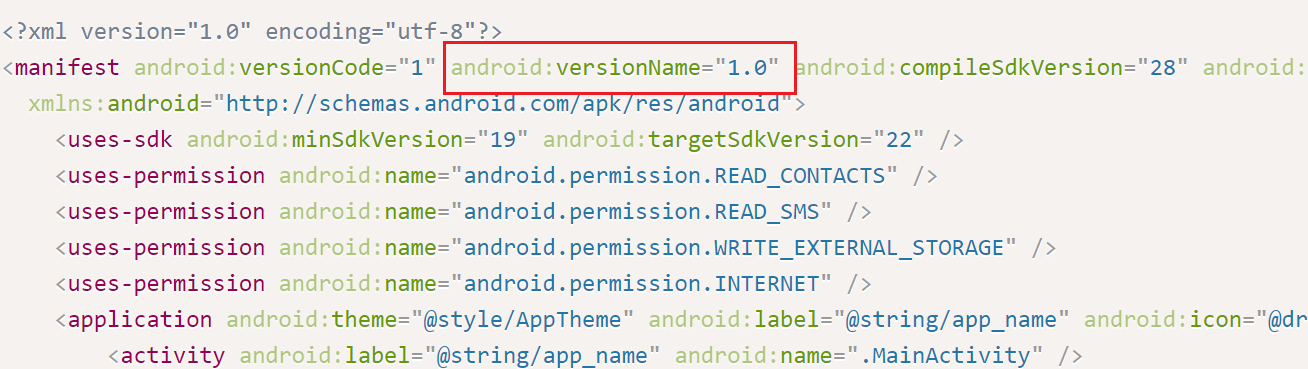 <?xml version="1.0" encoding="utf-8"?>
<manifest android:versionCode="1" android:versionName="1.0" android:compileSdkVersion="28" android:
xmlns:android="http://schemas.android.com/apk/res/android">
<uses-sdk android:minSdkVersion="19" android:targetSdkVersion="22" />
<uses-permission android:name="android.permission.READ_CONTACTS" />
<uses-permission android:name="android.permission.READ_SMS" />
<uses-permission android:name="android.permission.WRITE_EXTERNAL_STORAGE" />
<uses-permission android:name="android.permission.INTERNET" />
<application android:theme="@style/AppTheme" android:label="@string/app_name" android:icon="@dr
<activity android:label="@string/app_name" android:name=".MainActivity" />